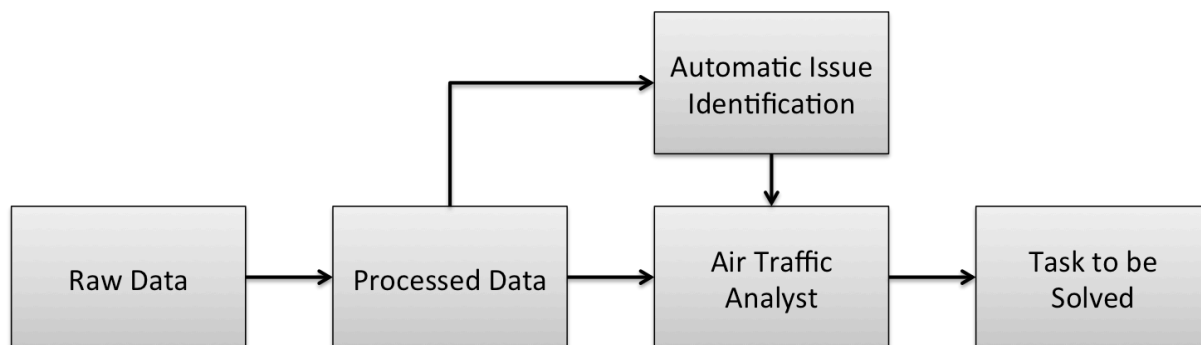 Automatic Issue
Identification
Raw Data
Processed Data
Air Traffic
Analyst
Task to be
Solved